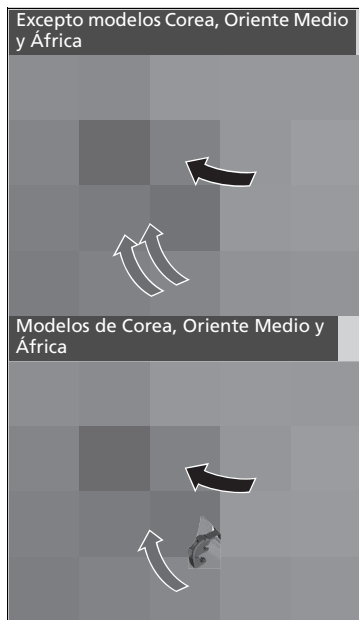 Excepto modelos Corea, Oriente Medio
y África
Modelos de Corea, Oriente Medio y
África